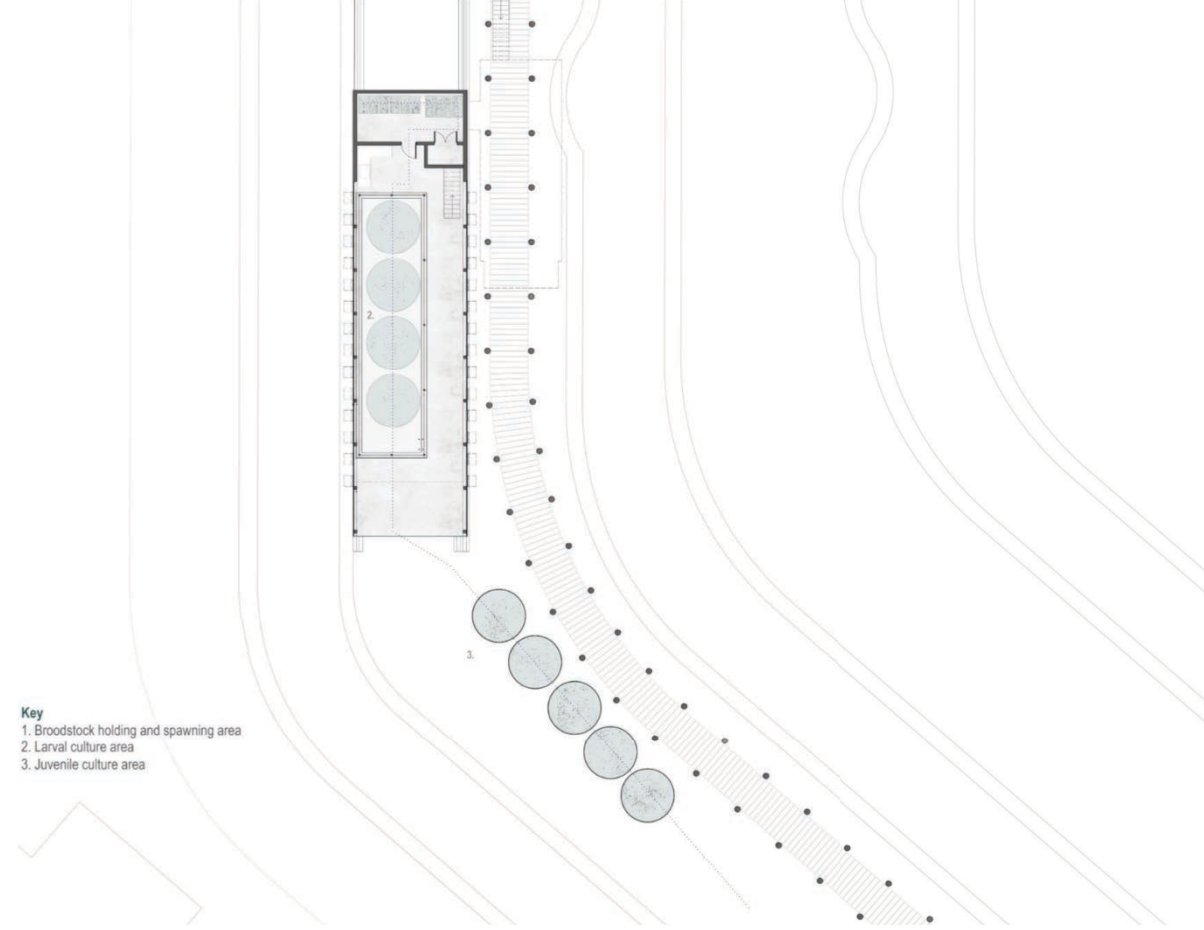 2.
3.
Key
1. Broodstock holding and spawning area
2. Larval culture area
3. Juvenile culture area